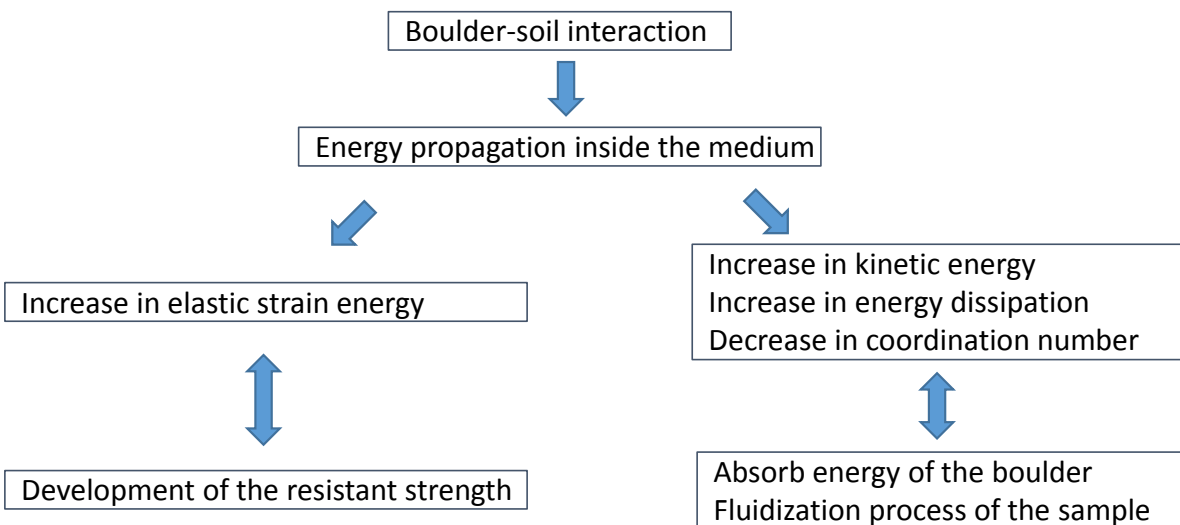 Boulder-soil interaction
Energy propagation inside the medium
Increase in elastic strain energy
Increase in kinetic energy
Increase in energy dissipation
Decrease in coordination number
Development of the resistant strength
Absorb energy of the boulder
Fluidization process of the sample